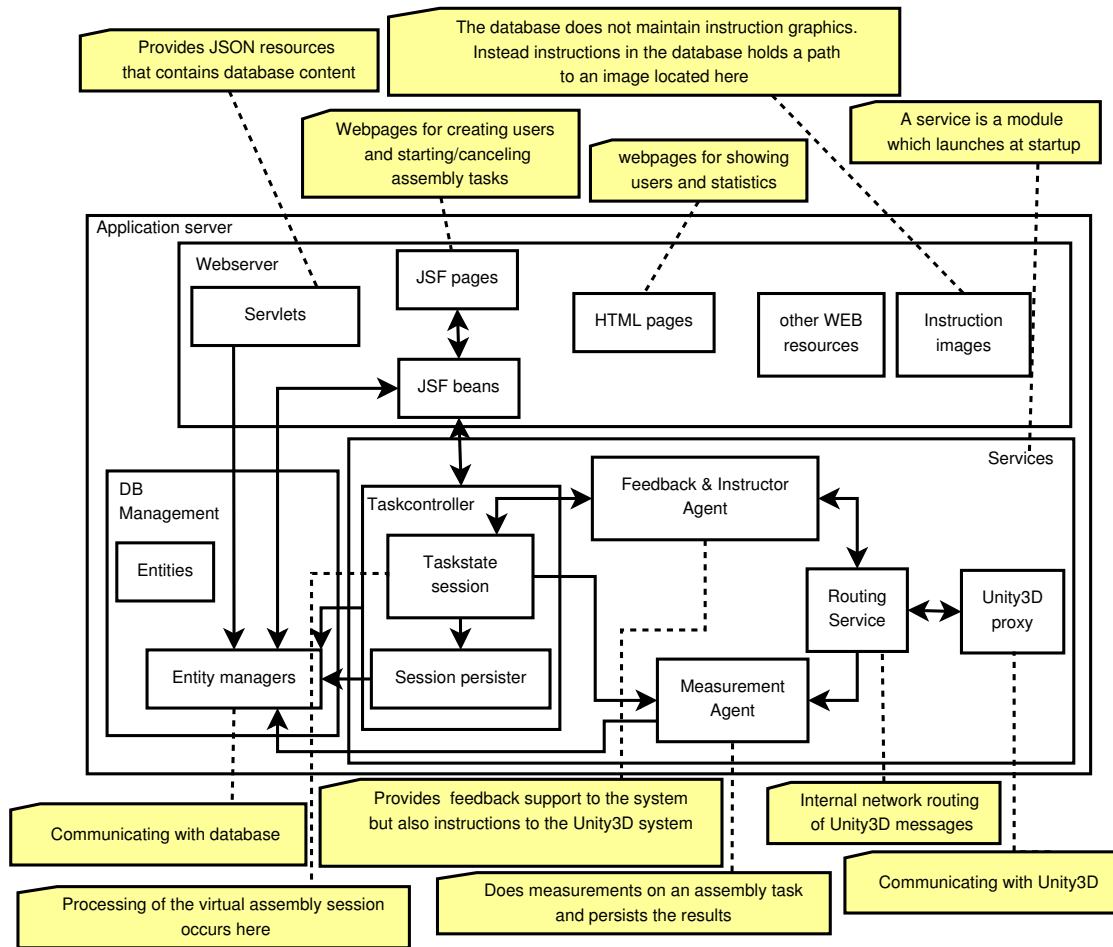 Provides JSON resources
that contains database content
The database does not maintain instruction graphics.
Instead instructions in the database holds a path
to an image located here
A service is a module
which launches at startup
Webpages for creating users
and starting/canceling
assembly tasks
webpages for showing
users and statistics
Application server
Webserver
JSF pages
Servlets
HTML pages
other WEB
resources
Instruction
images
JSF beans
Services
DB
Management
Taskcontroller
Feedback & Instructor
Agent
Entities
Taskstate
session
Routing
Service
Unity3D
proxy
Entity managers
Session persister
Measurement
Agent
Communicating with database
Provides  feedback support to the system
but also instructions to the Unity3D system
Internal network routing
of Unity3D messages
Processing of the virtual assembly session
occurs here
Does measurements on an assembly task
and persists the results
Communicating with Unity3D